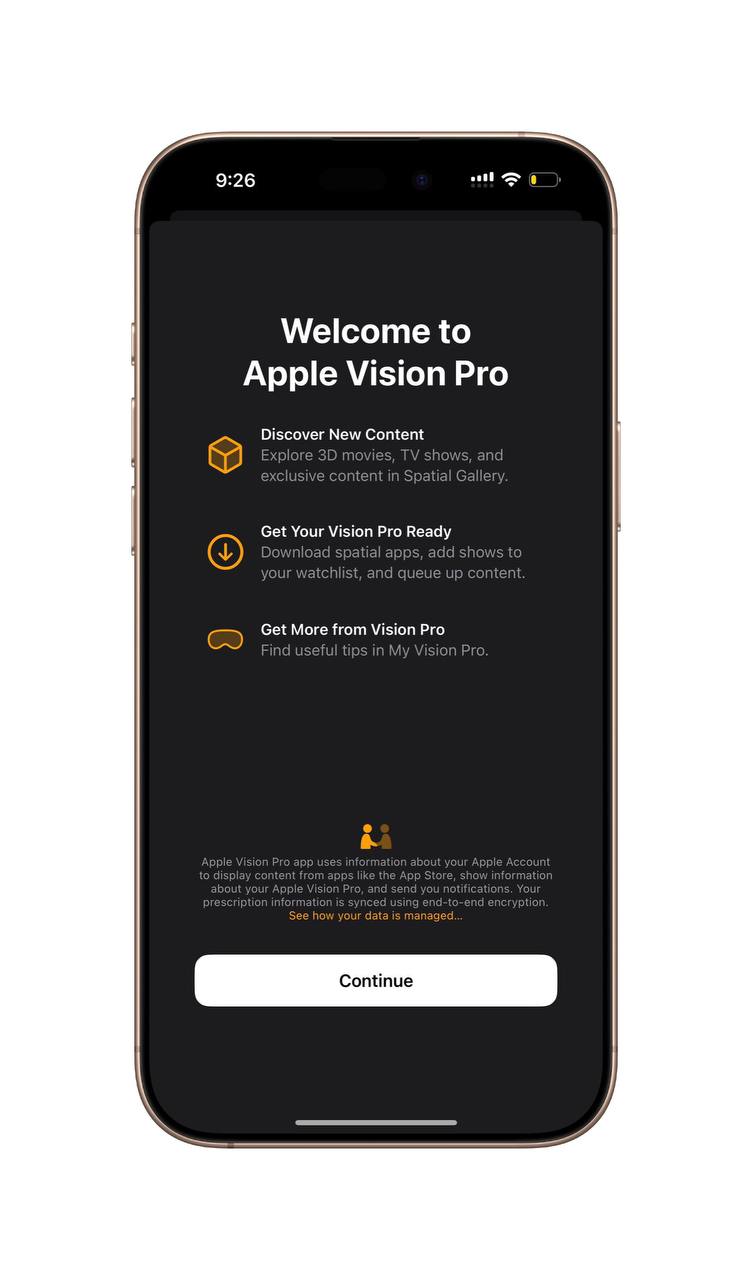 9:26
Welcome to
Apple Vision Pro
Discover New Content
Explore 3D movies, TV shows, and
exclusive content in Spatial Gallery.
Get Your Vision Pro Ready
Download spatial apps, add shows to
your watchlist, and queue up content.
Get More from Vision Pro
Find useful tips in My Vision Pro.
Apple Vision Pro app uses information about your Apple Account
to display content from apps like the App Store, show information
about your Apple Vision Pro, and send you notifications. Your
prescription information is synced using end-to-end encryption.
See how your data is managed...
Continue